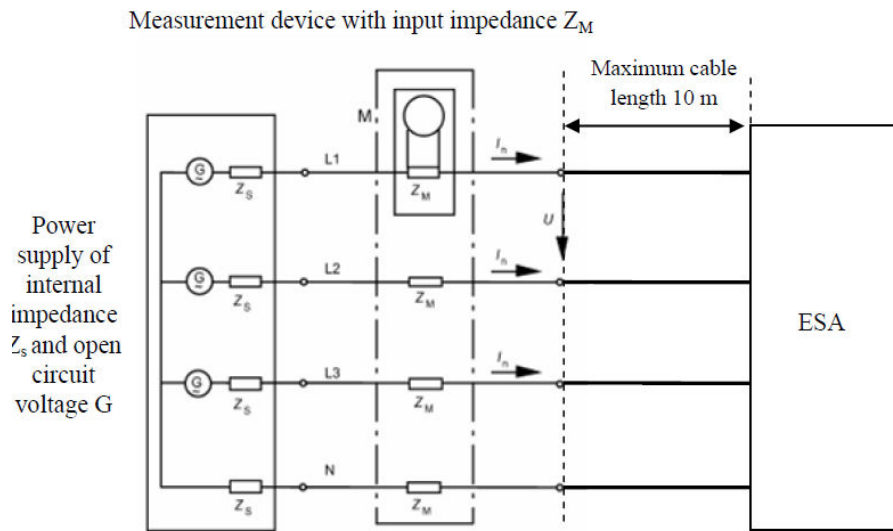 Measurement device with input impedance Z_M
Maximum cable
length 10 m
M
L1
I_n
G
Z_S
Z_M
U
Power
supply of
internal
impedance
Z_s and open
circuit
voltage G
L2
I_n
G
Z_S
Z_M
ESA
L3
I_n
G
Z_S
Z_M
N
Z_S
Z_M